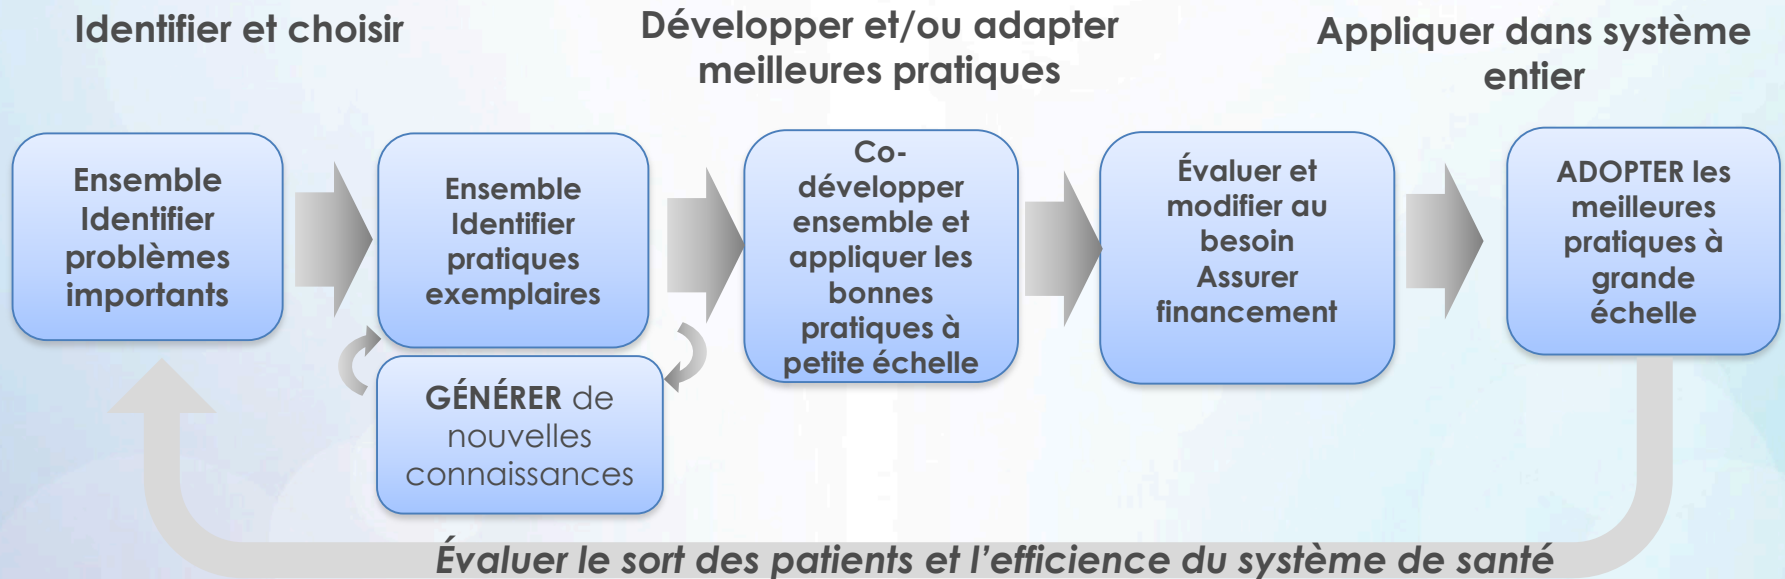 Identifier et choisir
Développer et/ou adapter
meilleures pratiques
Appliquer dans système
entier
Ensemble
Identifier
problèmes
importants
Ensemble
Identifier
pratiques
exemplaires
GÉNÉRER de
nouvelles
connaissances
Co-
développer
ensemble et
appliquer les
bonnes
pratiques à
petite échelle
Évaluer et
modifier au
besoin
Assurer
financement
ADOPTER les
meilleures
pratiques à
grande
échelle
Évaluer le sort des patients et l’efficience du système de santé